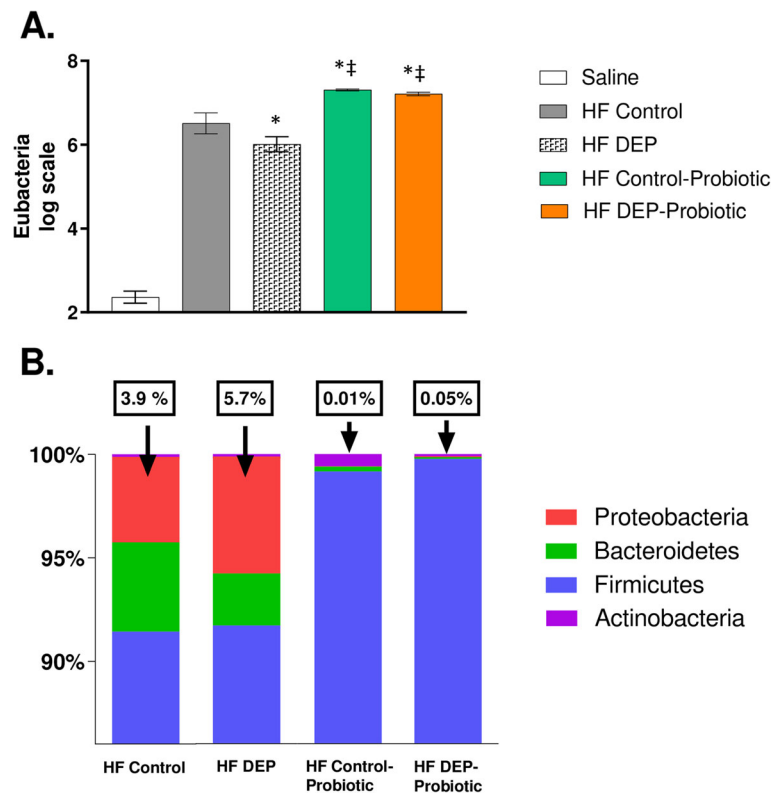 A.
8
6
4
2
Eubacteria
log scale
*
*‡
*‡
Saline
HF Control
HF DEP
HF Control-Probiotic
HF DEP-Probiotic
B.
3.9 %
5.7%
0.01%
0.05%
100%
95%
90%
HF Control
HF DEP
HF Control-
Probiotic
HF DEP-
Probiotic
Proteobacteria
Bacteroidetes
Firmicutes
Actinobacteria